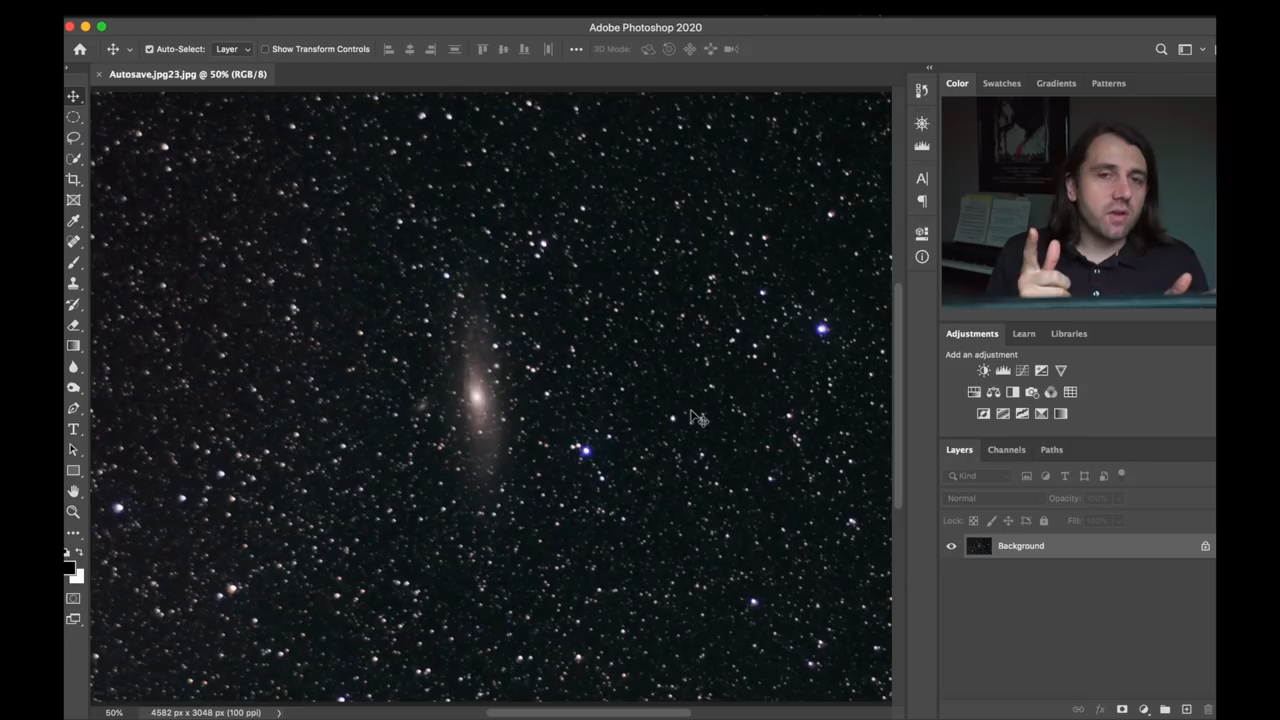 Adobe Photoshop 2020
Auto-Select: Layer Show Transform Controls 3D Mode:
Autosave.jpg23.jpg @ 50% (RGB/8)
Color Swatches Gradients Patterns
Adjustments Learn Libraries
Add an adjustment
Layers Channels Paths
Kind
Normal Opacity: 100%
Lock: Fill: 100%
Background
50% 4582 px x 3048 px (100 ppi)